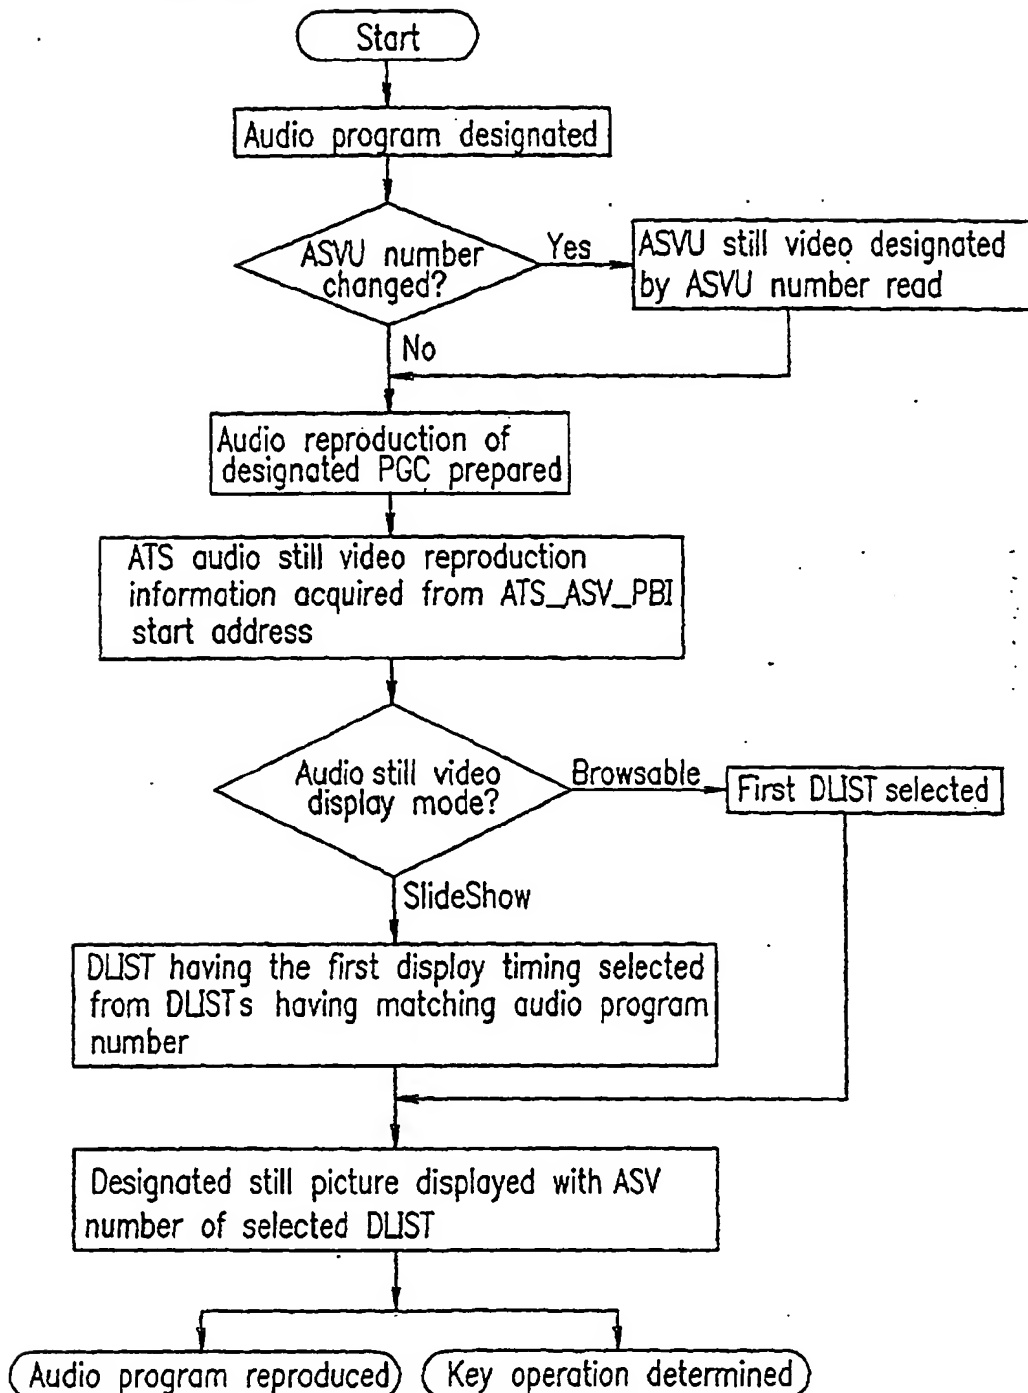 Start
Audio program designated
ASVU number
changed?
Yes
ASVU still video designated
by ASVU number read
No
Audio reproduction of
designated PGC prepared
ATS audio still video reproduction
information acquired from ATS_ASV_PBI
start address
Audio still video
display mode?
Browsable
First DLIST selected
SlideShow
DLIST having the first display timing selected
from DLISTs having matching audio program
number
Designated still picture displayed with ASV
number of selected DLIST
Audio program reproduced
Key operation determined